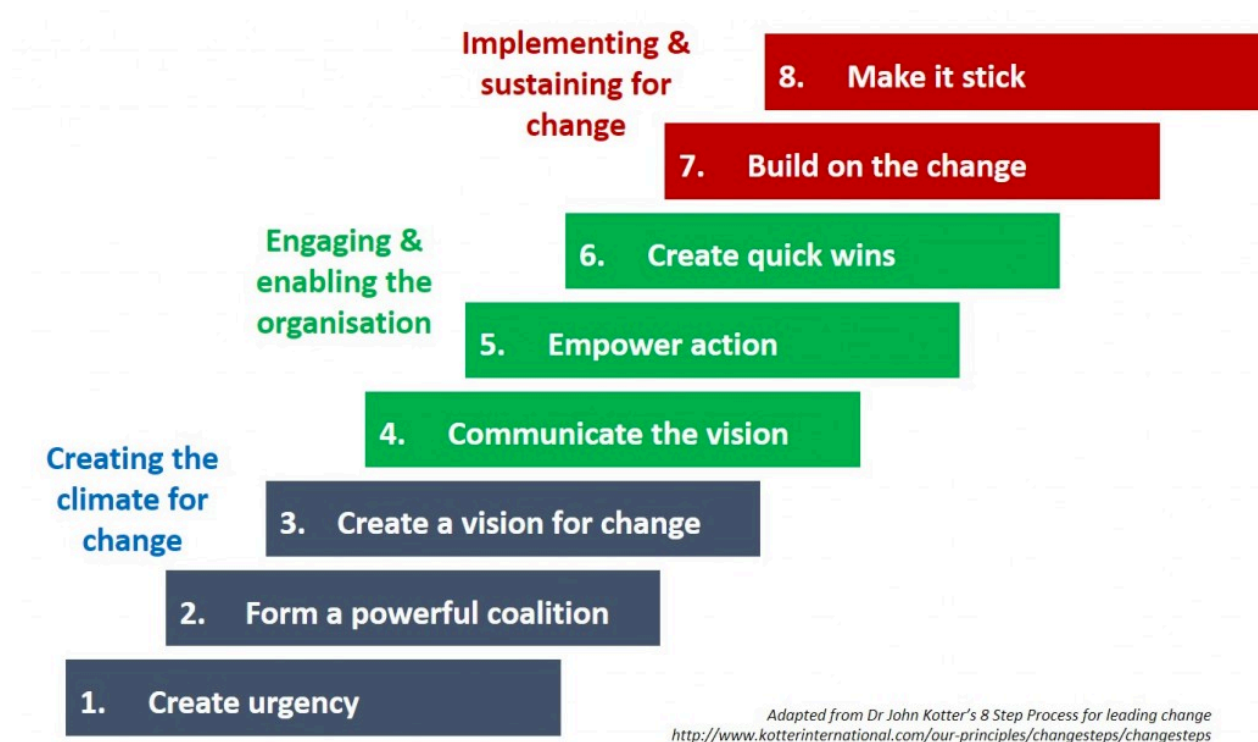 Implementing &
sustaining for
change
8. Make it stick
7. Build on the change
Engaging &
enabling the
organisation
6. Create quick wins
5. Empower action
4. Communicate the vision
Creating the
climate for
change
3. Create a vision for change
2. Form a powerful coalition
1. Create urgency
Adapted from Dr John Kotter's 8 Step Process for leading change
http://www.kotterinternational.com/our-principles/changesteps/changesteps